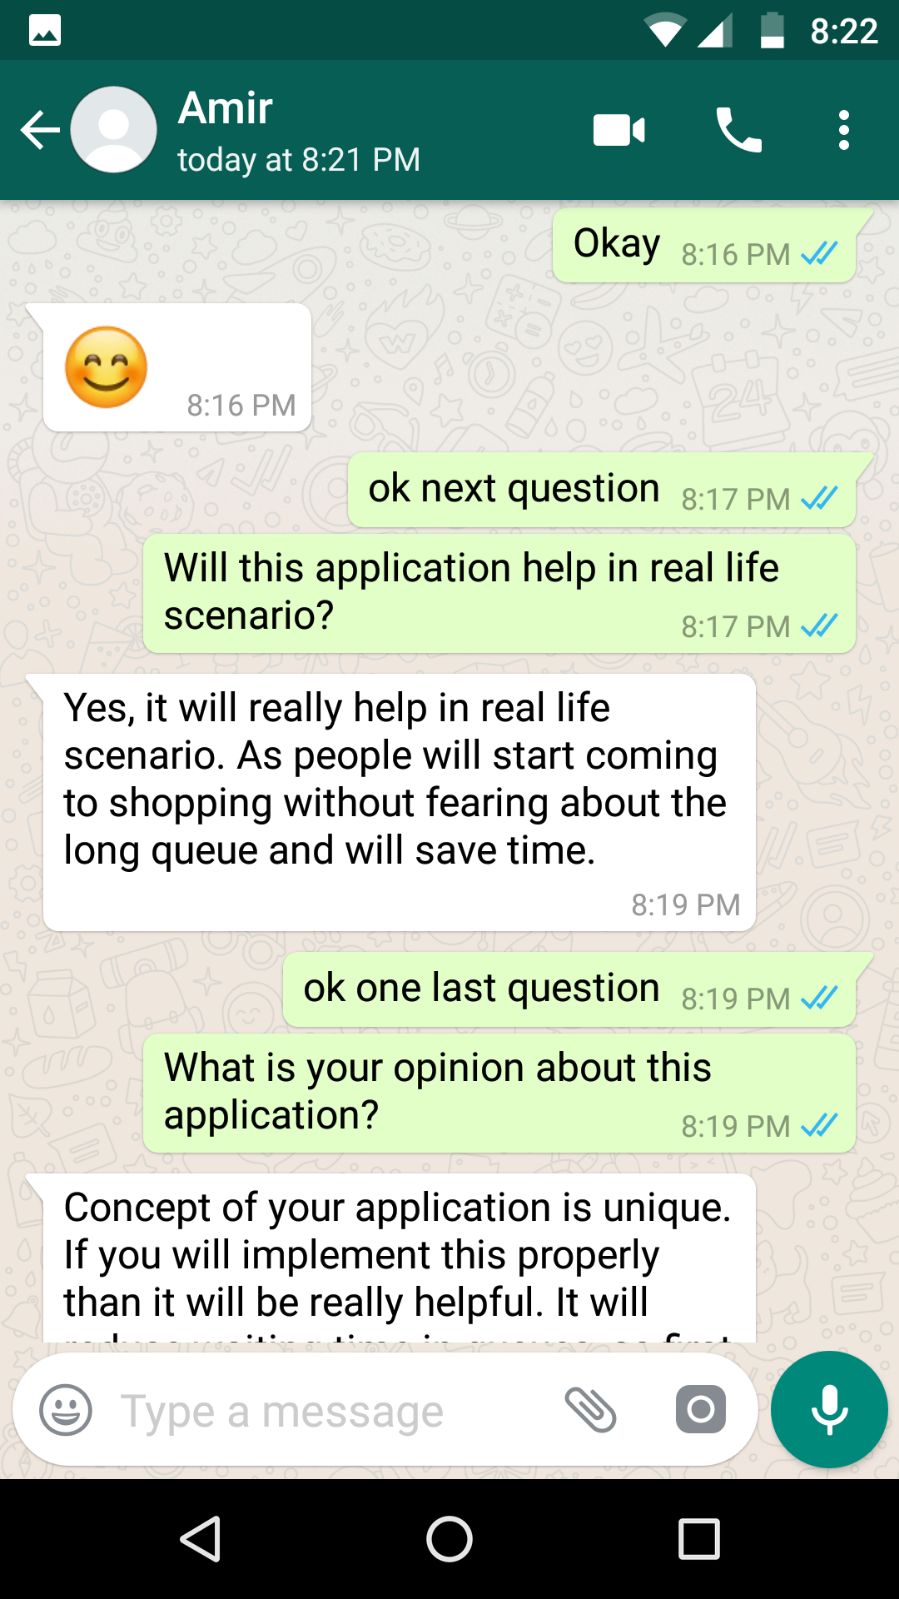 8:22
Amir
today at 8:21 PM
Okay 8:16 PM
8:16 PM
ok next question 8:17 PM
Will this application help in real life
scenario? 8:17 PM
Yes, it will really help in real life
scenario. As people will start coming
to shopping without fearing about the
long queue and will save time.
8:19 PM
ok one last question 8:19 PM
What is your opinion about this
application? 8:19 PM
Concept of your application is unique.
If you will implement this properly
than it will be really helpful. It will
Type a message